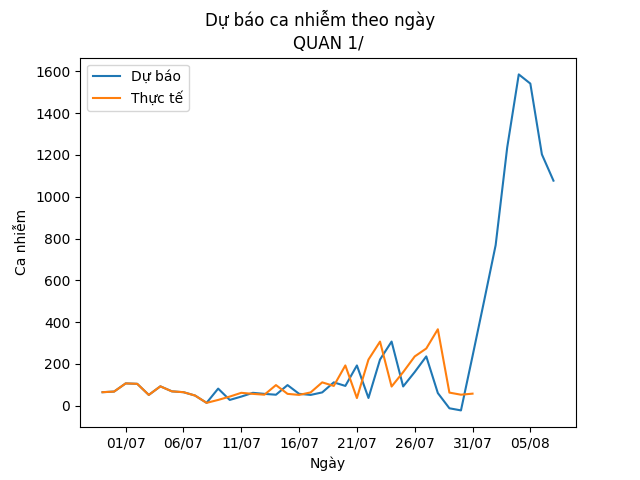 Dự báo ca nhiễm theo ngày
QUAN 1/
Dự báo
Thực tế
1600
1400
1200
1000
800
600
400
200
0
Ca nhiễm
01/07 06/07 11/07 16/07 21/07 26/07 31/07 05/08
Ngày